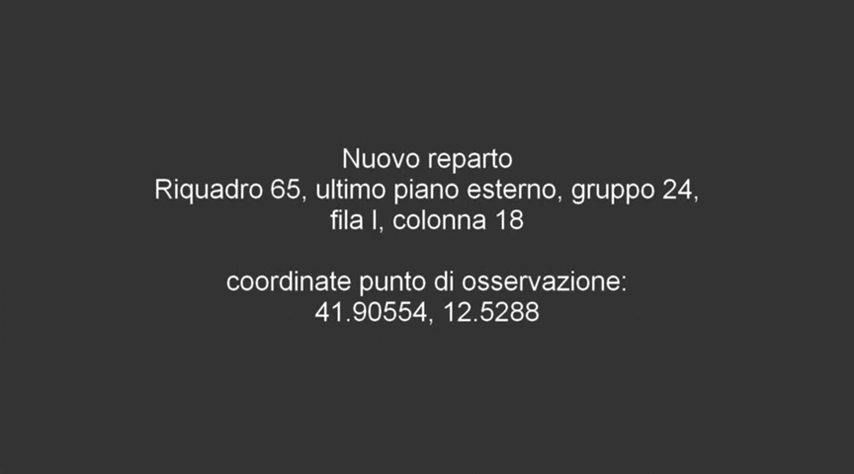 Nuovo reparto
Riquadro 65, ultimo piano esterno, gruppo 24,
fila I, colonna 18
coordinate punto di osservazione:
41.90554, 12.5288